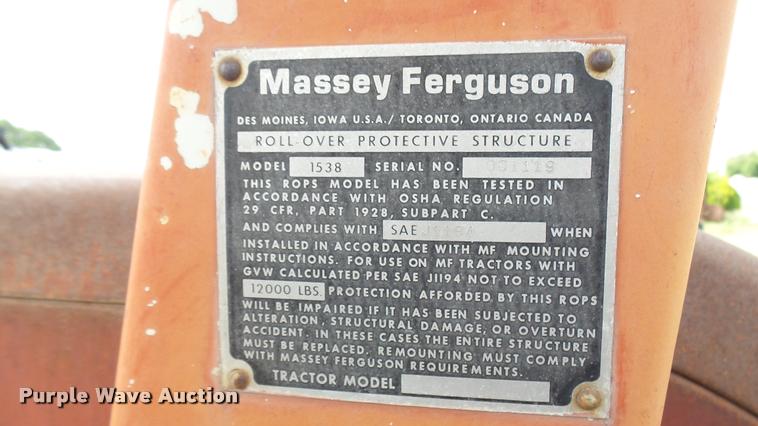 Massey Ferguson
DES MOINES, IOWA U.S.A./ TORONTO, ONTARIO CANADA
ROLL-OVER PROTECTIVE STRUCTURE
MODEL 1538 SERIAL NO.
THIS ROPS MODEL HAS BEEN TESTED IN
ACCORDANCE WITH OSHA REGULATION
29 CFR, PART 1928, SUBPART C.
AND COMPLIES WITH SAE WHEN
INSTALLED IN ACCORDANCE WITH MF MOUNTING
INSTRUCTIONS. FOR USE ON MF TRACTORS WITH
GVW CALCULATED PER SAE J1194 NOT TO EXCEED
12000 LBS. PROTECTION AFFORDED BY THIS ROPS
WILL BE IMPAIRED IF IT HAS BEEN SUBJECTED TO
ALTERATION, STRUCTURAL DAMAGE, OR OVERTURN
ACCIDENT. IN THESE CASES THE ENTIRE STRUCTURE
MUST BE REPLACED. REMOUNTING MUST COMPLY
WITH MASSEY FERGUSON REQUIREMENTS.
TRACTOR MODEL
Purple Wave Auction